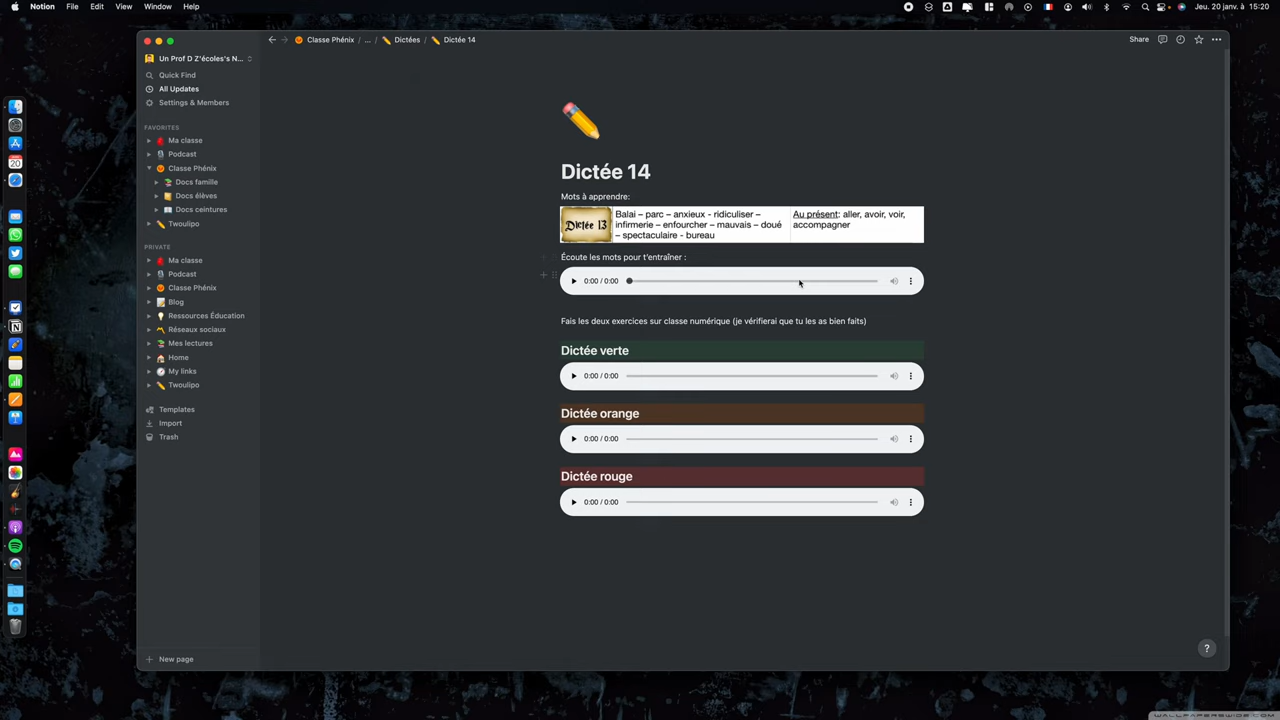 Notion File Edit View Window Help
Jeu. 20 janv. à 15:20
Classe Phénix / ... / Dictées / Dictée 14
Share
Un Prof D Z'écoles's N...
Quick Find
All Updates
Settings & Members
FAVORITES
Ma classe
Podcast
Classe Phénix
Docs famille
Docs élèves
Docs ceintures
Twoulipo
PRIVATE
Ma classe
Podcast
Classe Phénix
Blog
Ressources Éducation
Réseaux sociaux
Mes lectures
Home
My links
Twoulipo
Templates
Import
Trash
New page
Dictée 14
Mots à apprendre:
Dictée 13
Balai – parc – anxieux - ridiculiser –
infirmerie – enfourcher – mauvais – doué
– spectaculaire - bureau
Au présent: aller, avoir, voir,
accompagner
Écoute les mots pour t'entraîner :
0:00 / 0:00
Fais les deux exercices sur classe numérique (je vérifierai que tu les as bien faits)
Dictée verte
0:00 / 0:00
Dictée orange
0:00 / 0:00
Dictée rouge
0:00 / 0:00
?
20
WALLPAPERSWIDE.COM